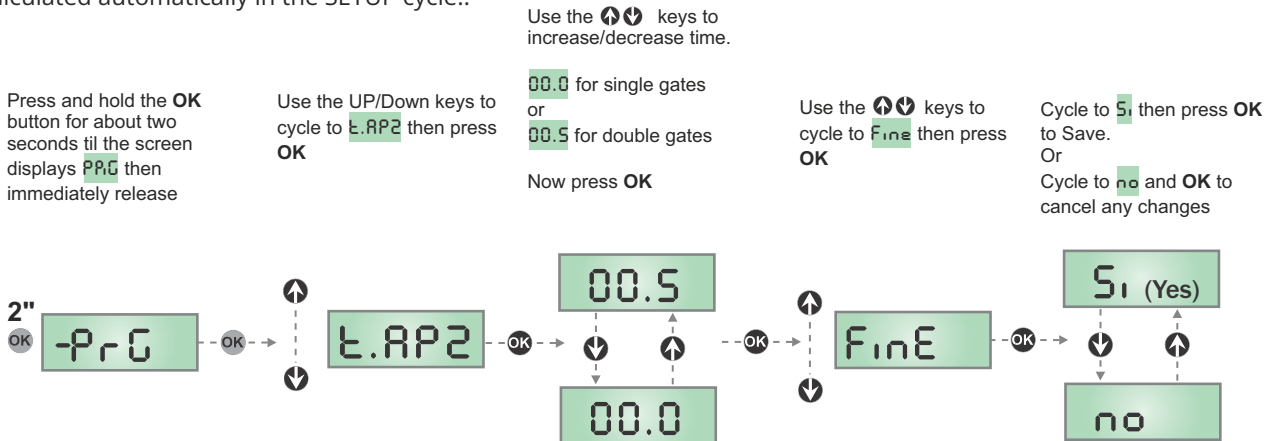 calculated automatically in the SETUP cycle..
Press and hold the OK
button for about two
seconds til the screen
displays PRG then
immediately release
Use the UP/Down keys to
cycle to t.AP2 then press
OK
Use the keys to
increase/decrease time.
00.0 for single gates
or
00.5 for double gates
Now press OK
Use the keys to
cycle to FinE then press
OK
Cycle to Si then press OK
to Save.
Or
Cycle to no and OK to
cancel any changes
2"
OK
-PrG
OK
t.AP2
OK
00.5
00.0
OK
FinE
OK
Si (Yes)
no